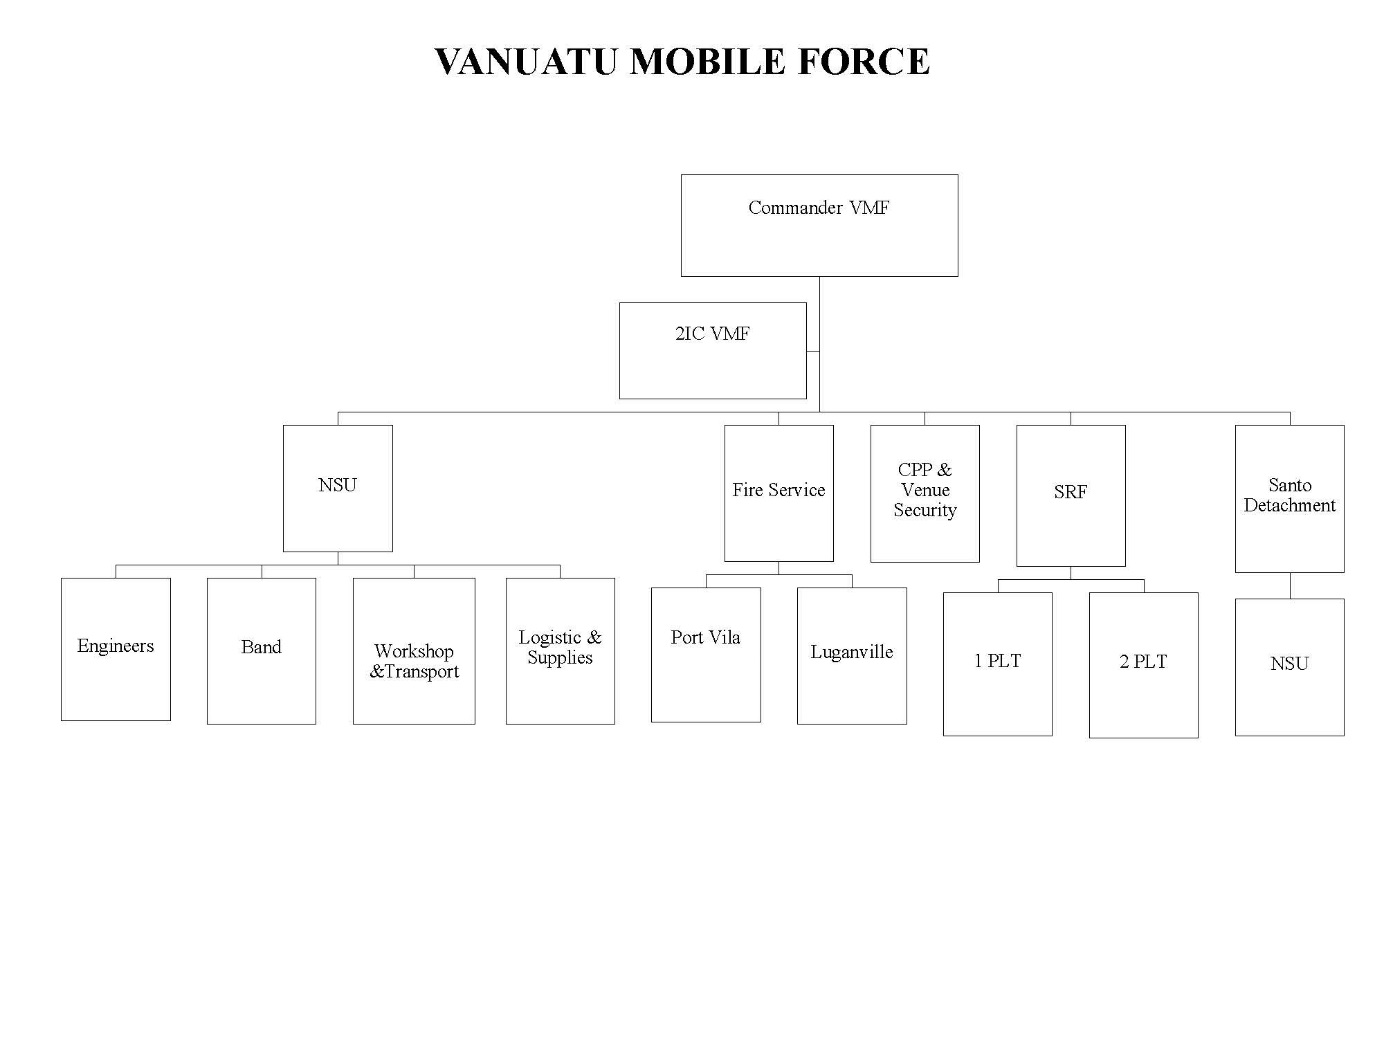 VANUATU MOBILE FORCE
Commander VMF
2IC VMF
NSU
Fire Service
CPP &
Venue
Security
SRF
Santo
Detachment
Engineers
Band
Workshop
&Transport
Logistic &
Supplies
Port Vila
Luganville
1 PLT
2 PLT
NSU